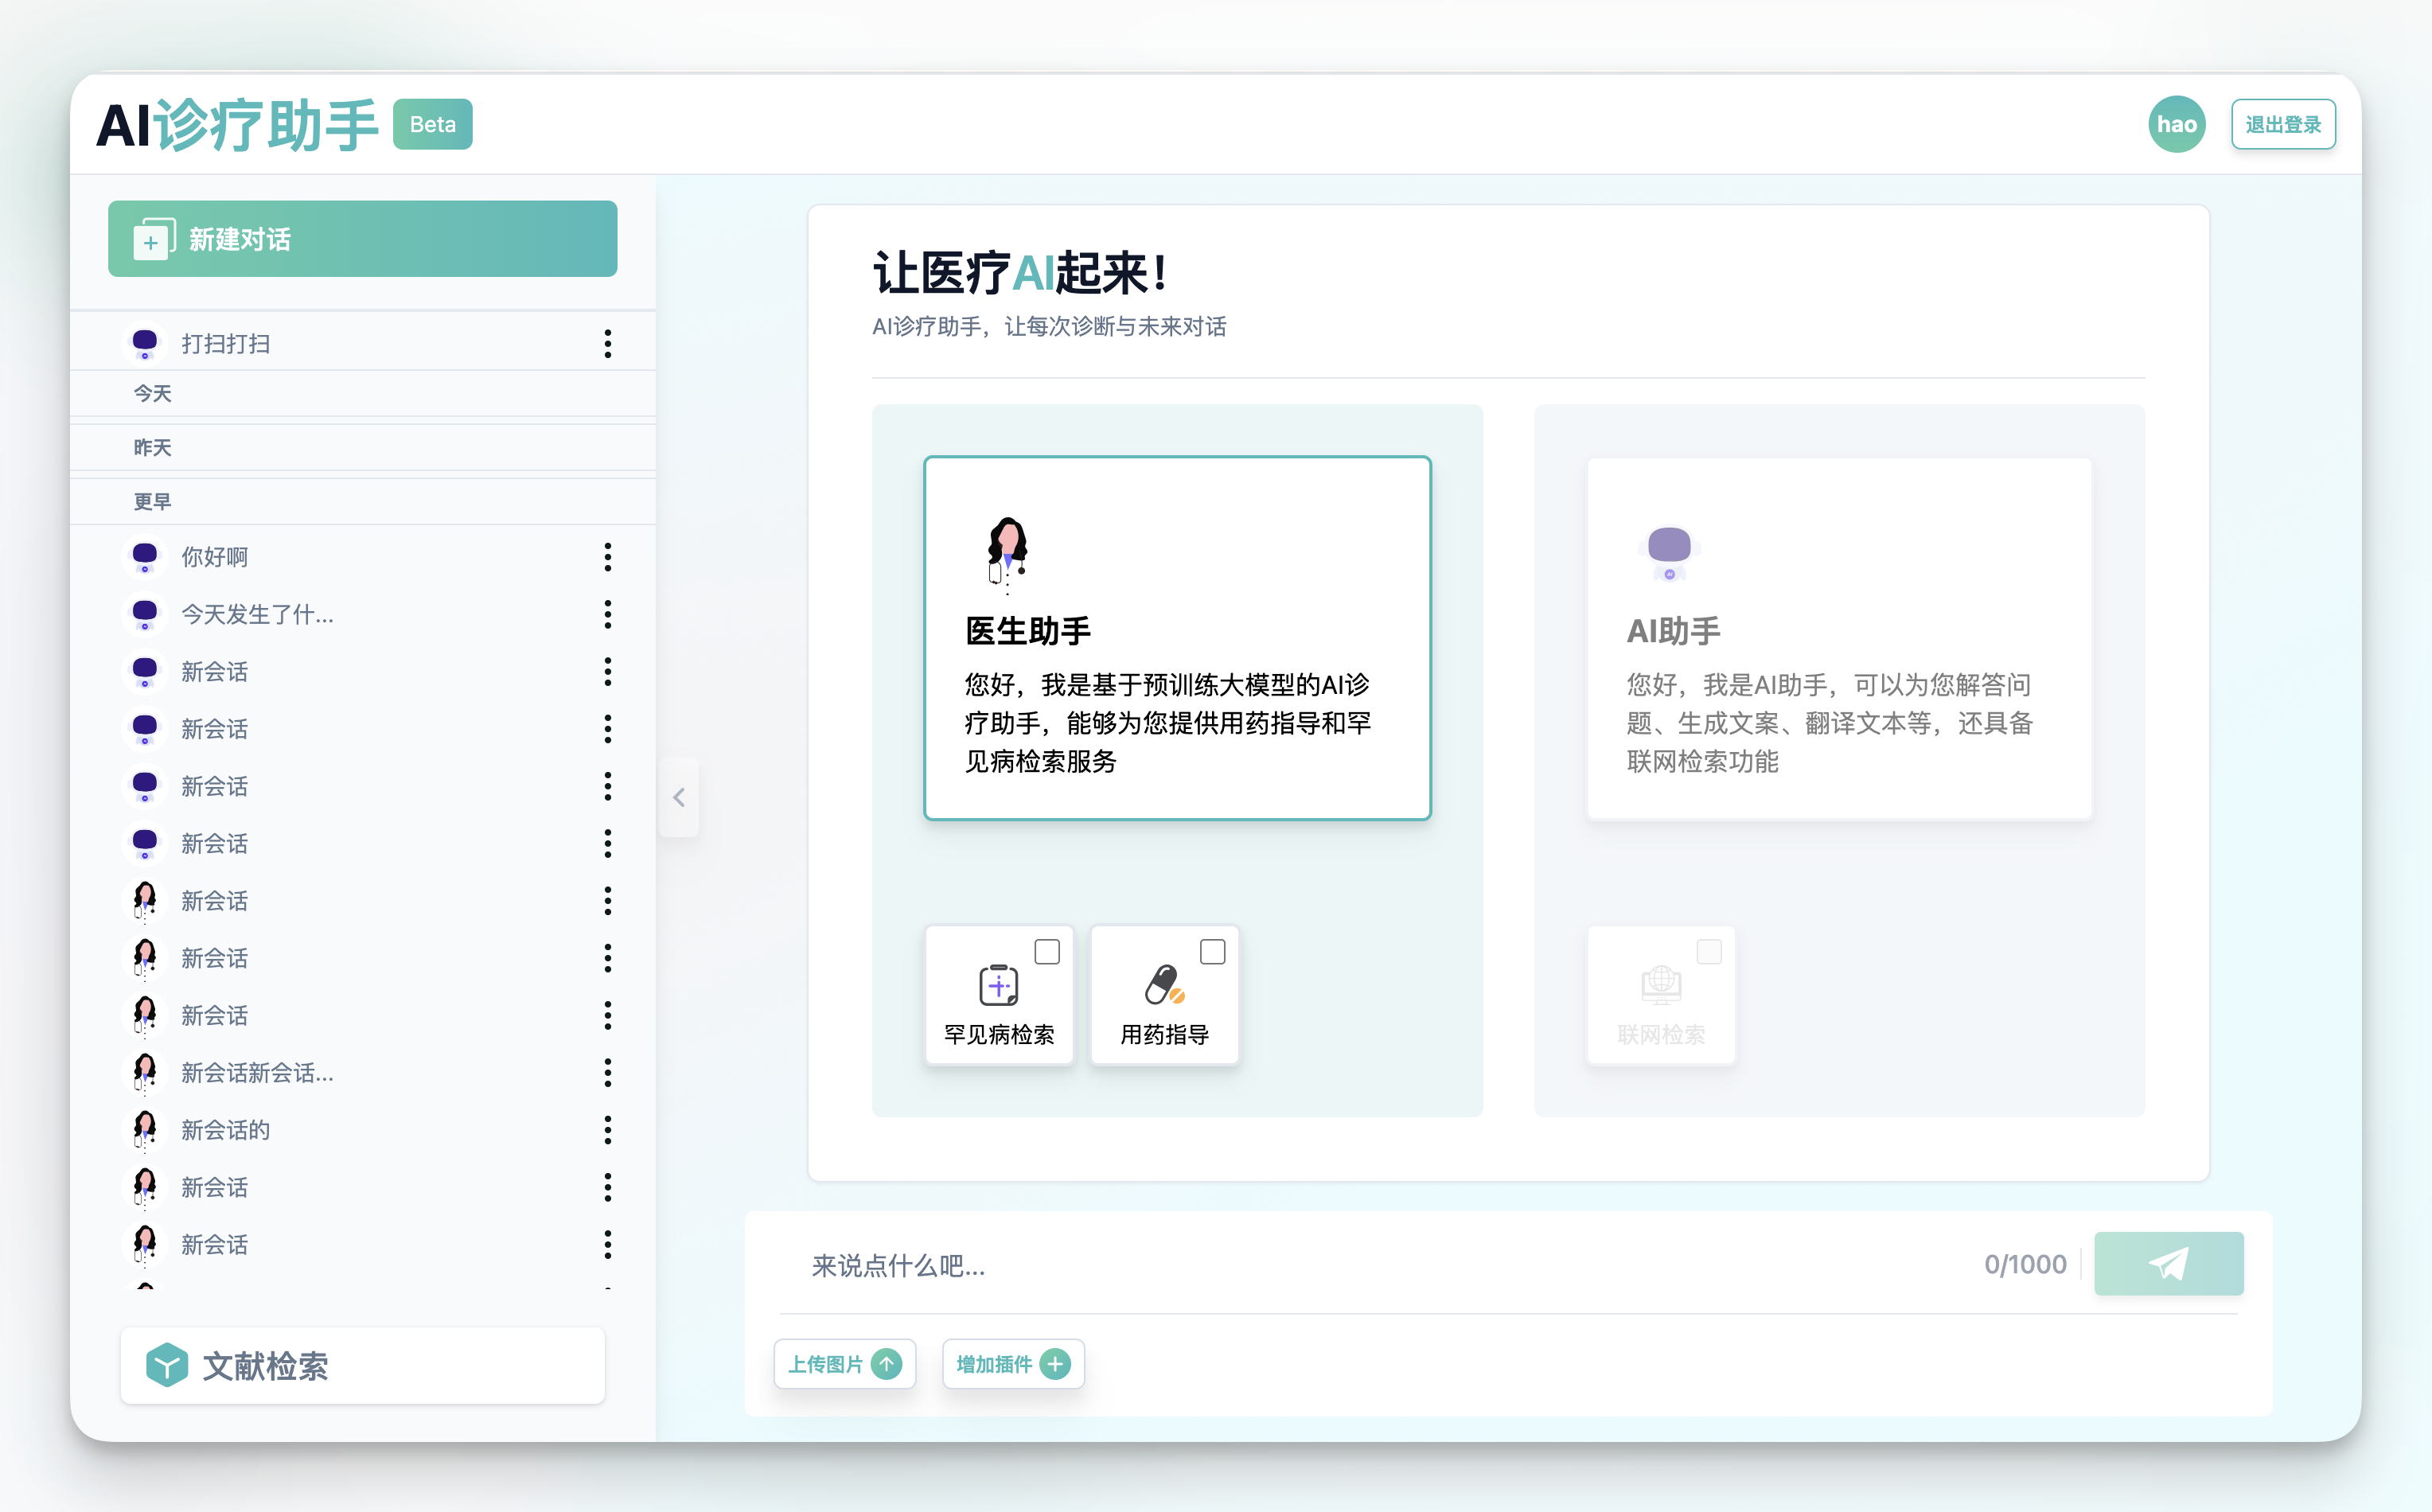 AI诊疗助手 Beta
hao
退出登录
新建对话
打扫打扫
今天
昨天
更早
你好啊
今天发生了什...
新会话
新会话
新会话
新会话
新会话
新会话
新会话
新会话新会话...
新会话的
新会话
新会话
文献检索
让医疗AI起来！
AI诊疗助手，让每次诊断与未来对话
医生助手
您好，我是基于预训练大模型的AI诊
疗助手，能够为您提供用药指导和罕
见病检索服务
罕见病检索
用药指导
AI助手
您好，我是AI助手，可以为您解答问
题、生成文案、翻译文本等，还具备
联网检索功能
联网检索
来说点什么吧...
0/1000
上传图片
增加插件